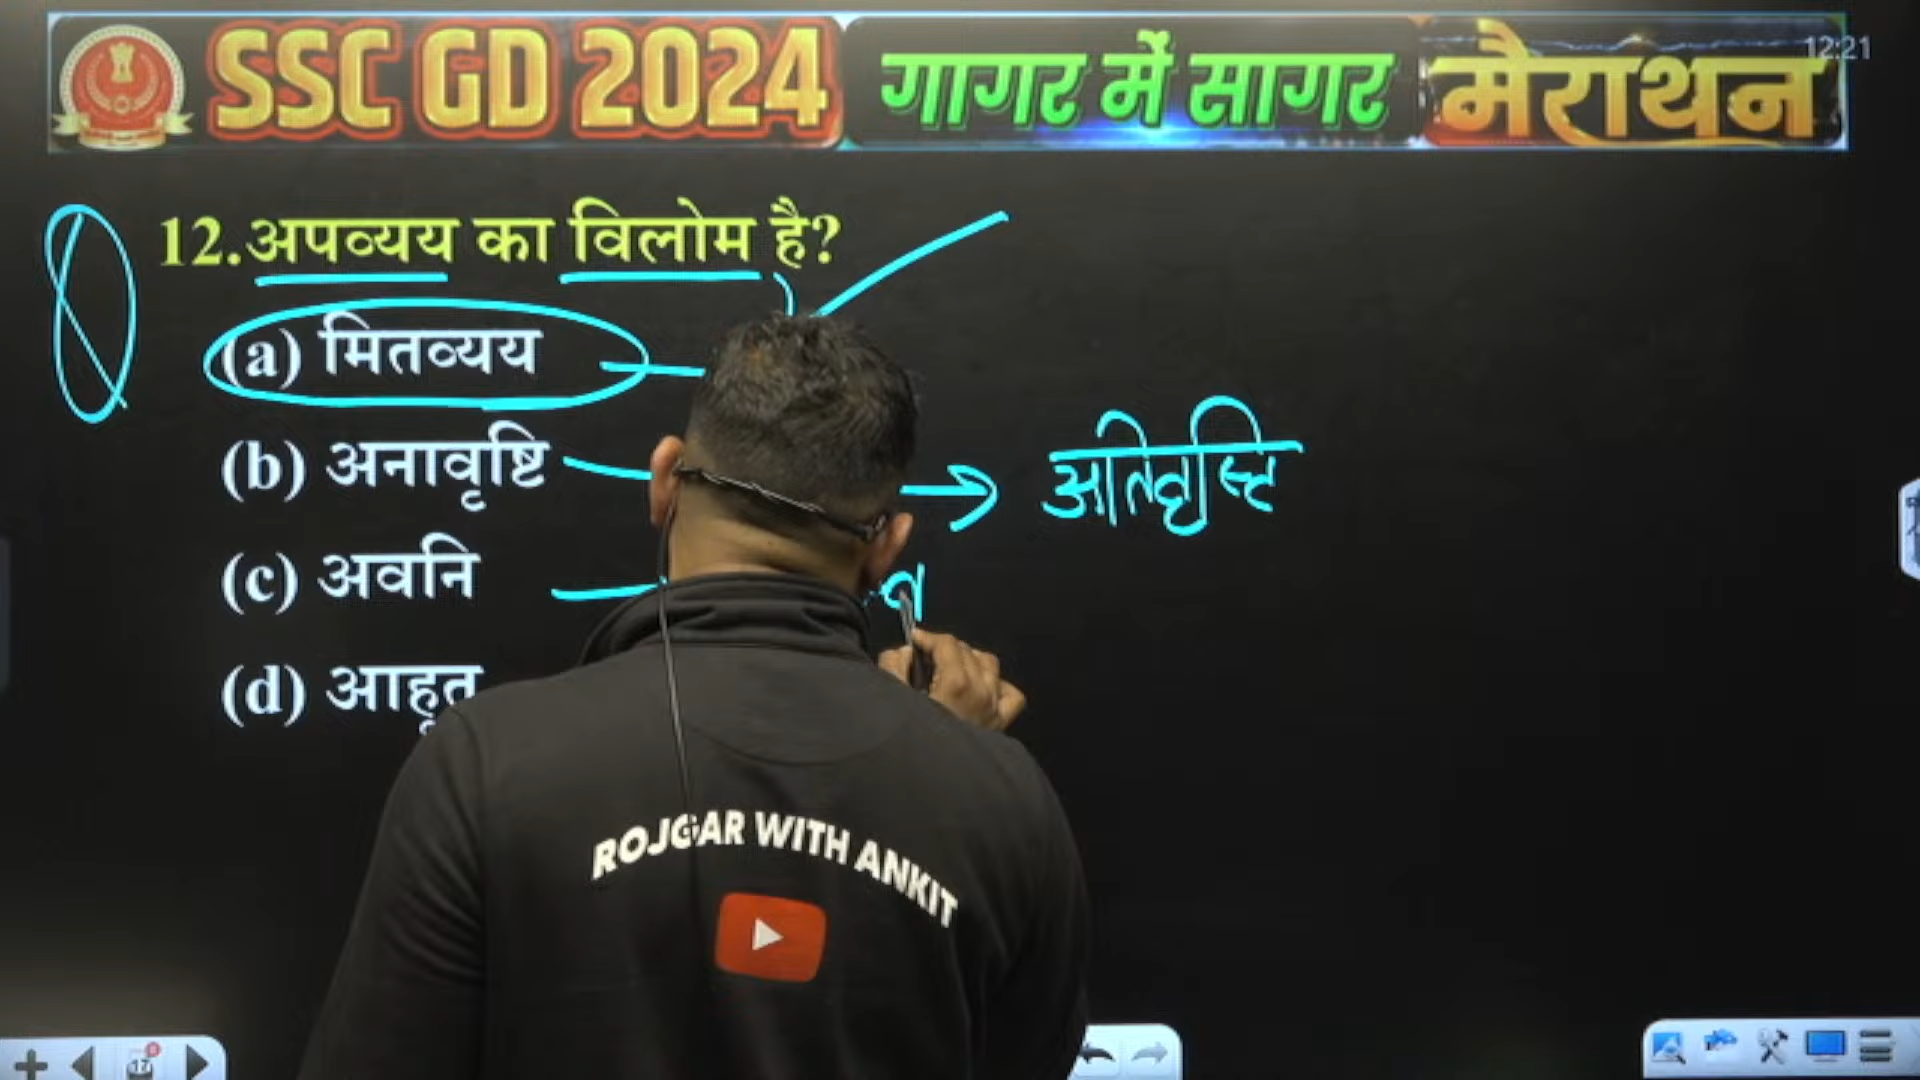 SSC GD 2024 गागर में सागर मैराथन
12:21
12.अपव्यय का विलोम है?
(a) मितव्यय
(b) अनावृष्टि
अतिवृष्टि
(c) अवनि
(d) आहूत
ROJGAR WITH ANKIT
17